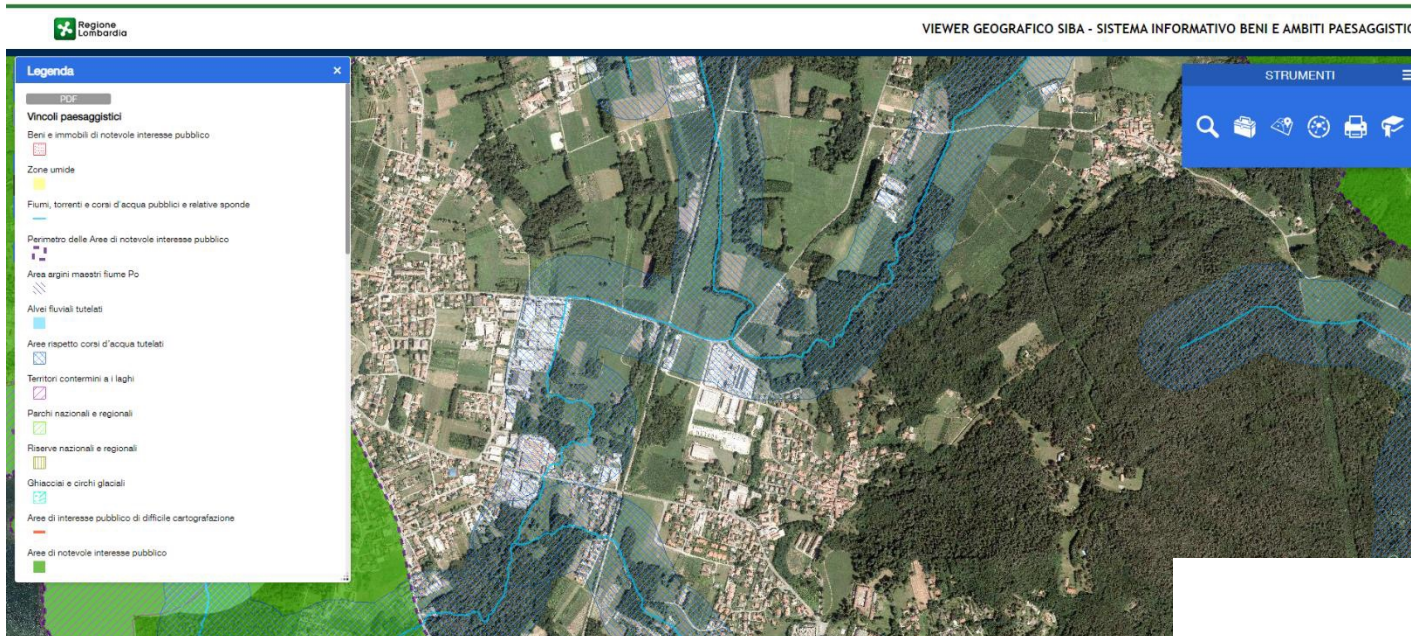 Regione
Lombardia
VIEWER GEOGRAFICO SIBA - SISTEMA INFORMATIVO BENI E AMBITI PAESAGGISTIC
Legenda
×
PDF
Vincoli paesaggistici
Beni e immobili di notevole interesse pubblico
Zone umide
Fiumi, torrenti e corsi d'acqua pubblici e relative sponde
Perimetro delle Aree di notevole interesse pubblico
Area argini maestri fiume Po
Alvei fluviali tutelati
Aree rispetto corsi d'acqua tutelati
Territori contermini a i laghi
Parchi nazionali e regionali
Riserve nazionali e regionali
Ghiacciai e circhi glaciali
Aree di interesse pubblico di difficile cartografazione
Aree di notevole interesse pubblico
STRUMENTI